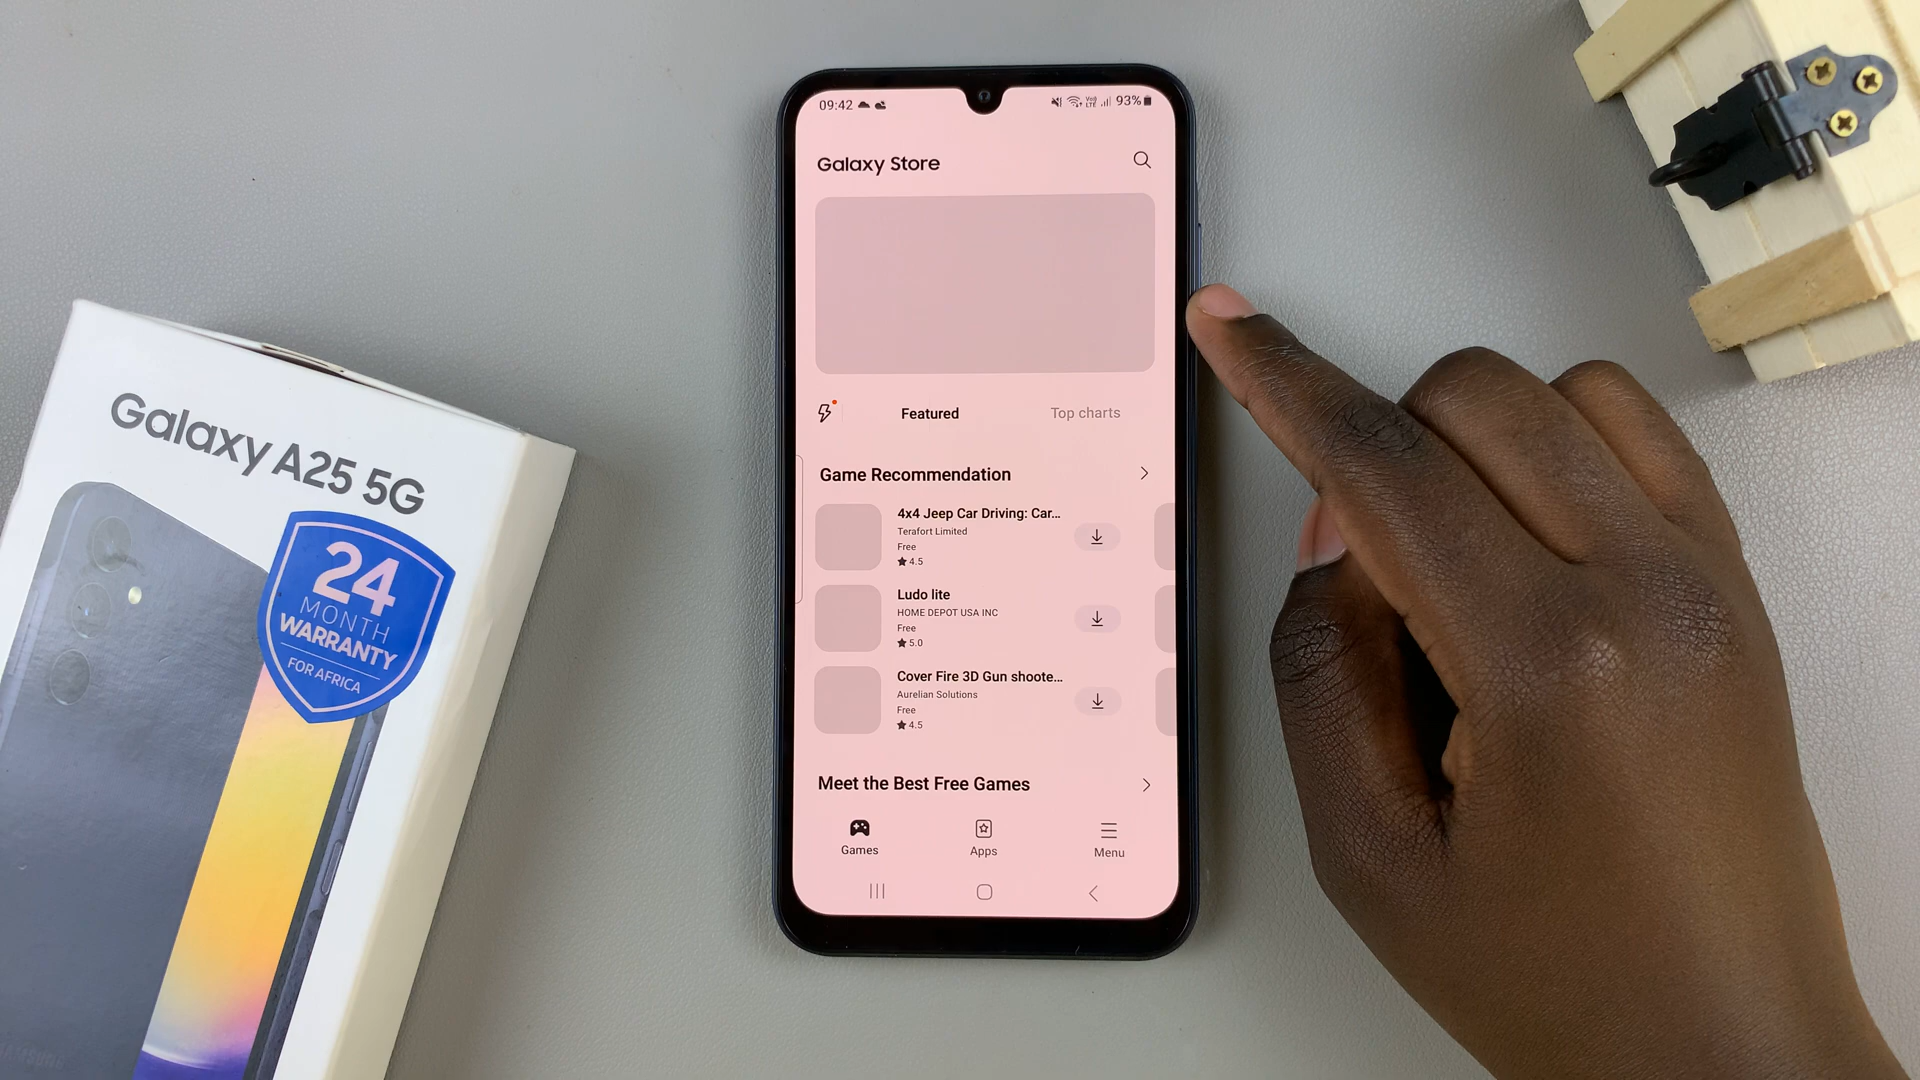 09:42
93%
Galaxy Store
Featured
Top charts
Game Recommendation
4x4 Jeep Car Driving: Car...
Terafort Limited
Free
★ 4.5
Ludo lite
HOME DEPOT USA INC
Free
★ 5.0
Cover Fire 3D Gun shoote...
Aurelian Solutions
Free
★ 4.5
Meet the Best Free Games
Games
Apps
Menu
Galaxy A25 5G
24
MONTH
WARRANTY
FOR AFRICA